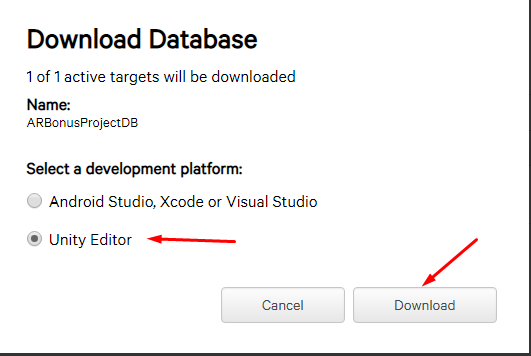 Download Database
1 of 1 active targets will be downloaded
Name:
ARBonusProjectDB
Select a development platform:
Android Studio, Xcode or Visual Studio
Unity Editor
Cancel
Download